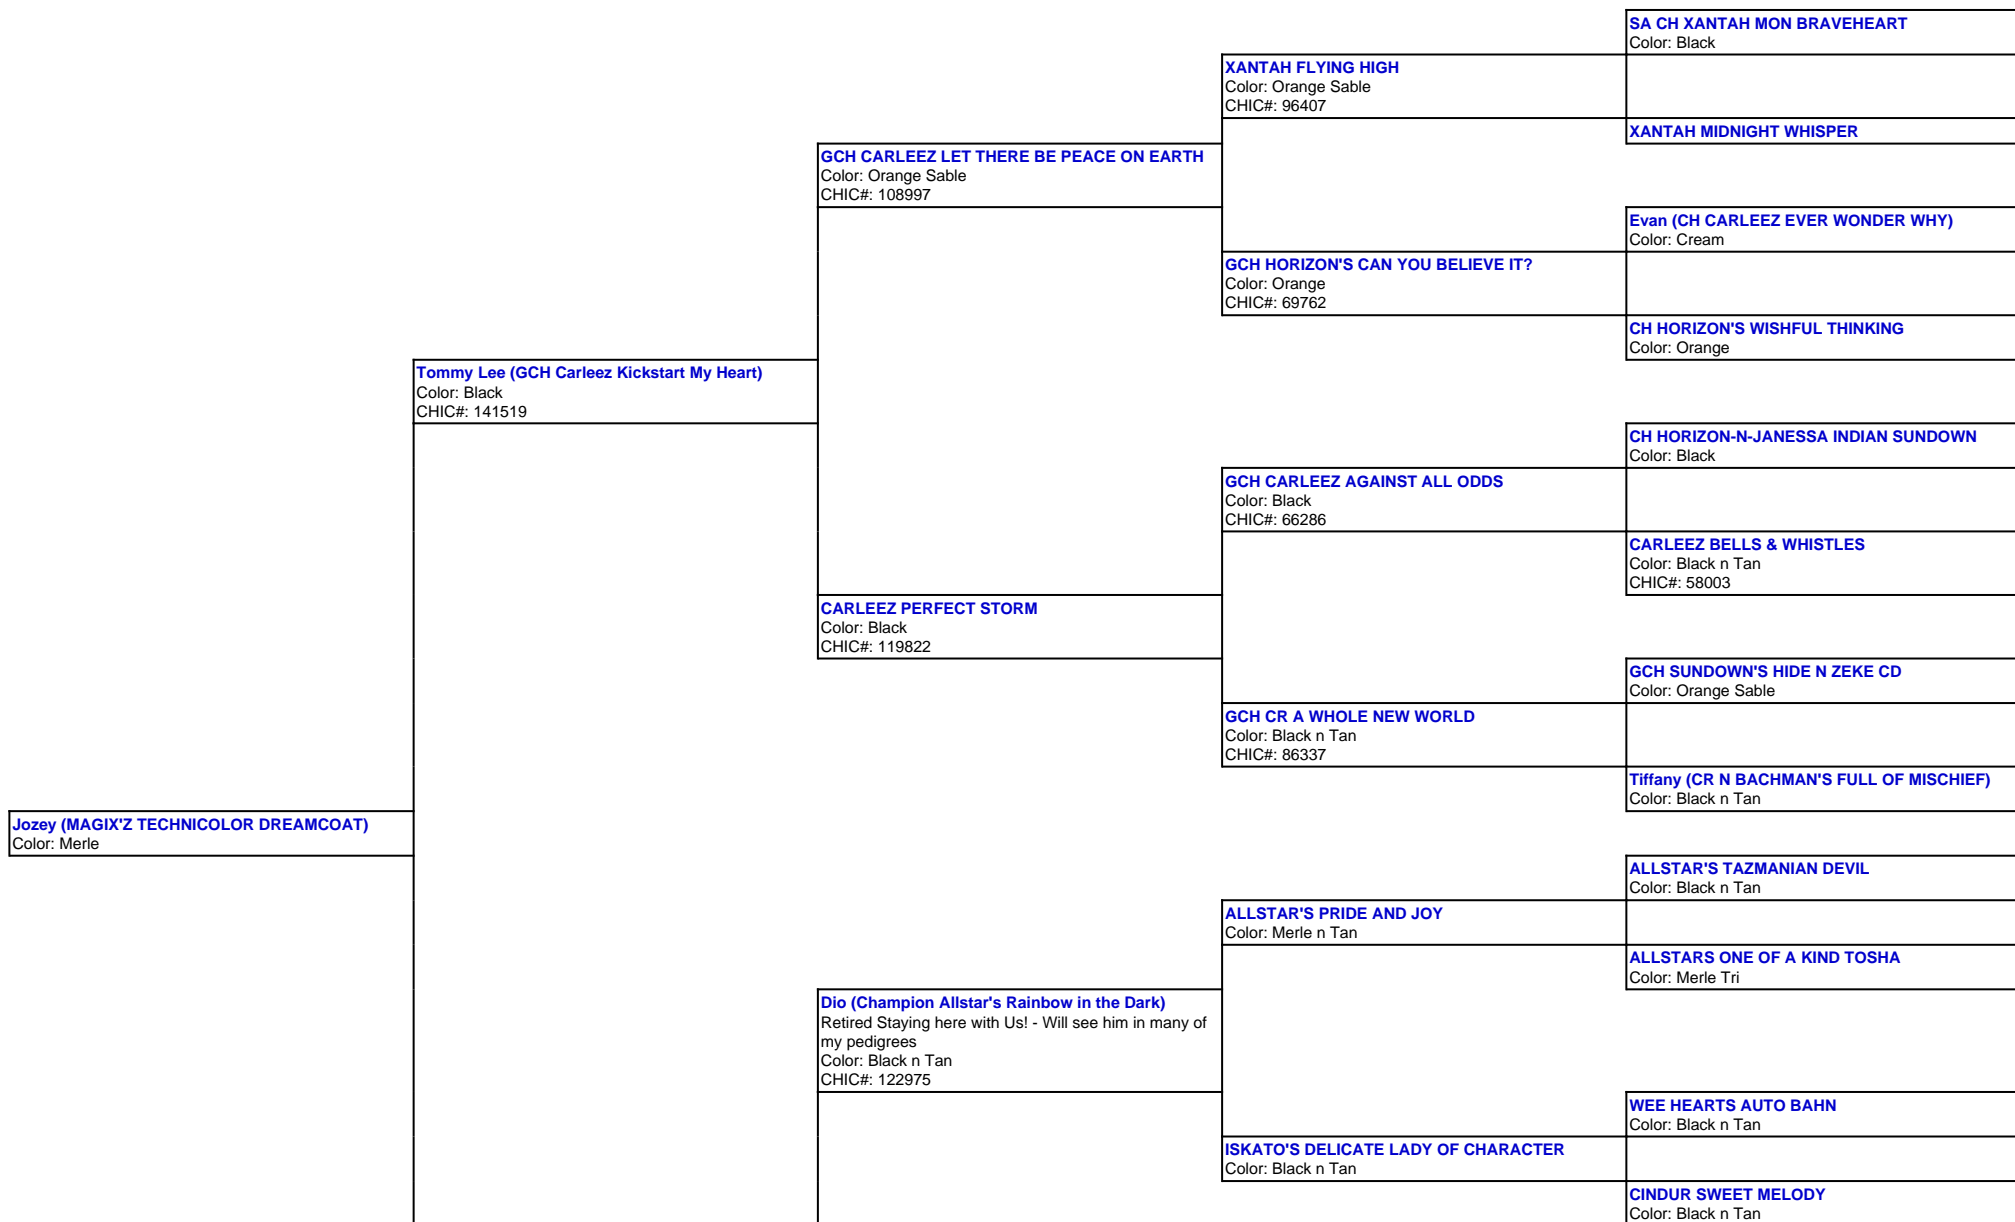 SA CH XANTAH MON BRAVEHEART
Color: Black
XANTAH FLYING HIGH
Color: Orange Sable
CHIC#: 96407
XANTAH MIDNIGHT WHISPER
GCH CARLEEZ LET THERE BE PEACE ON EARTH
Color: Orange Sable
CHIC#: 108997
Evan (CH CARLEEZ EVER WONDER WHY)
Color: Cream
GCH HORIZON'S CAN YOU BELIEVE IT?
Color: Orange
CHIC#: 69762
CH HORIZON'S WISHFUL THINKING
Color: Orange
Tommy Lee (GCH Carleez Kickstart My Heart)
Color: Black
CHIC#: 141519
CH HORIZON-N-JANESSA INDIAN SUNDOWN
Color: Black
GCH CARLEEZ AGAINST ALL ODDS
Color: Black
CHIC#: 66286
CARLEEZ BELLS & WHISTLES
Color: Black n Tan
CHIC#: 58003
CARLEEZ PERFECT STORM
Color: Black
CHIC#: 119822
GCH SUNDOWN'S HIDE N ZEKE CD
Color: Orange Sable
GCH CR A WHOLE NEW WORLD
Color: Black n Tan
CHIC#: 86337
Tiffany (CR N BACHMAN'S FULL OF MISCHIEF)
Color: Black n Tan
Jozey (MAGIX'Z TECHNICOLOR DREAMCOAT)
Color: Merle
ALLSTAR'S TAZMANIAN DEVIL
Color: Black n Tan
ALLSTAR'S PRIDE AND JOY
Color: Merle n Tan
ALLSTARS ONE OF A KIND TOSHA
Color: Merle Tri
Dio (Champion Allstar's Rainbow in the Dark)
Retired Staying here with Us! - Will see him in many of
my pedigrees
Color: Black n Tan
CHIC#: 122975
WEE HEARTS AUTO BAHN
Color: Black n Tan
ISKATO'S DELICATE LADY OF CHARACTER
Color: Black n Tan
CINDUR SWEET MELODY
Color: Black n Tan